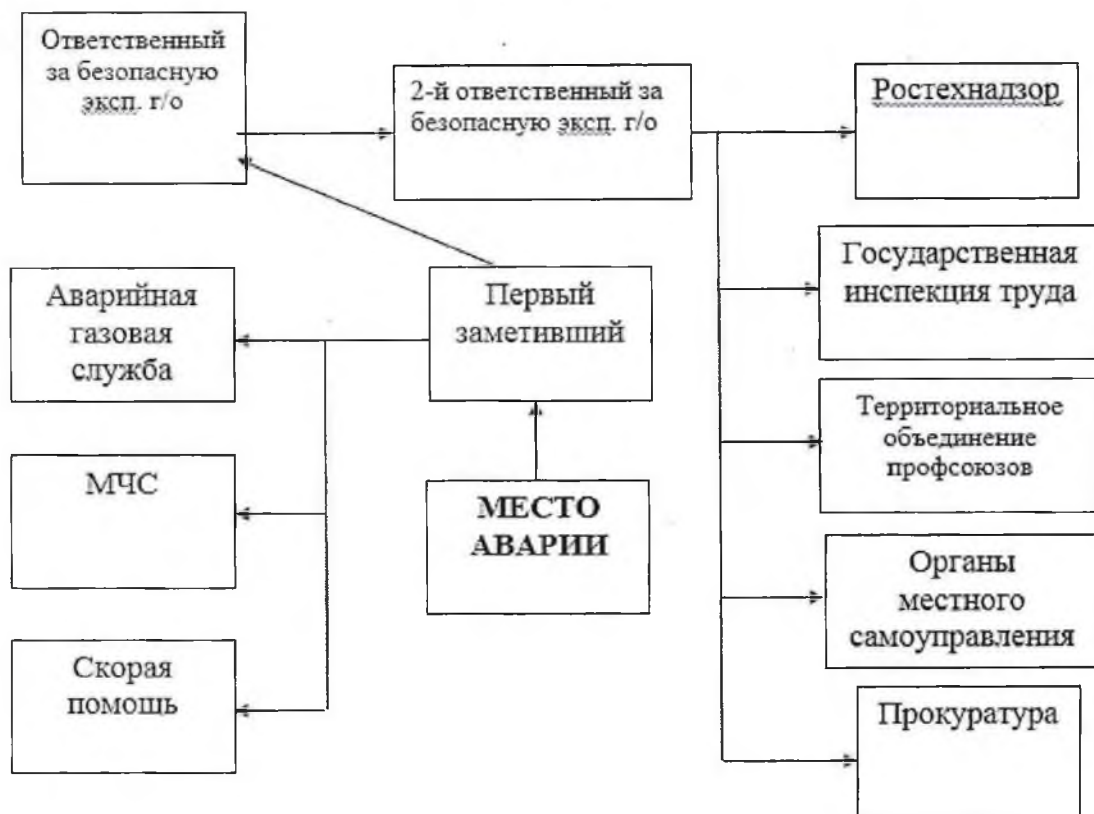 Ответственный
за безопасную
эксп. г/о
2-й ответственный за
безопасную эксп. г/о
Ростехнадзор
Государственная
инспекция труда
Аварийная
газовая
служба
Первый
заметивший
Территориальное
объединение
профсоюзов
МЧС
МЕСТО
АВАРИИ
Органы
местного
самоуправления
Скорая
помощь
Прокуратура